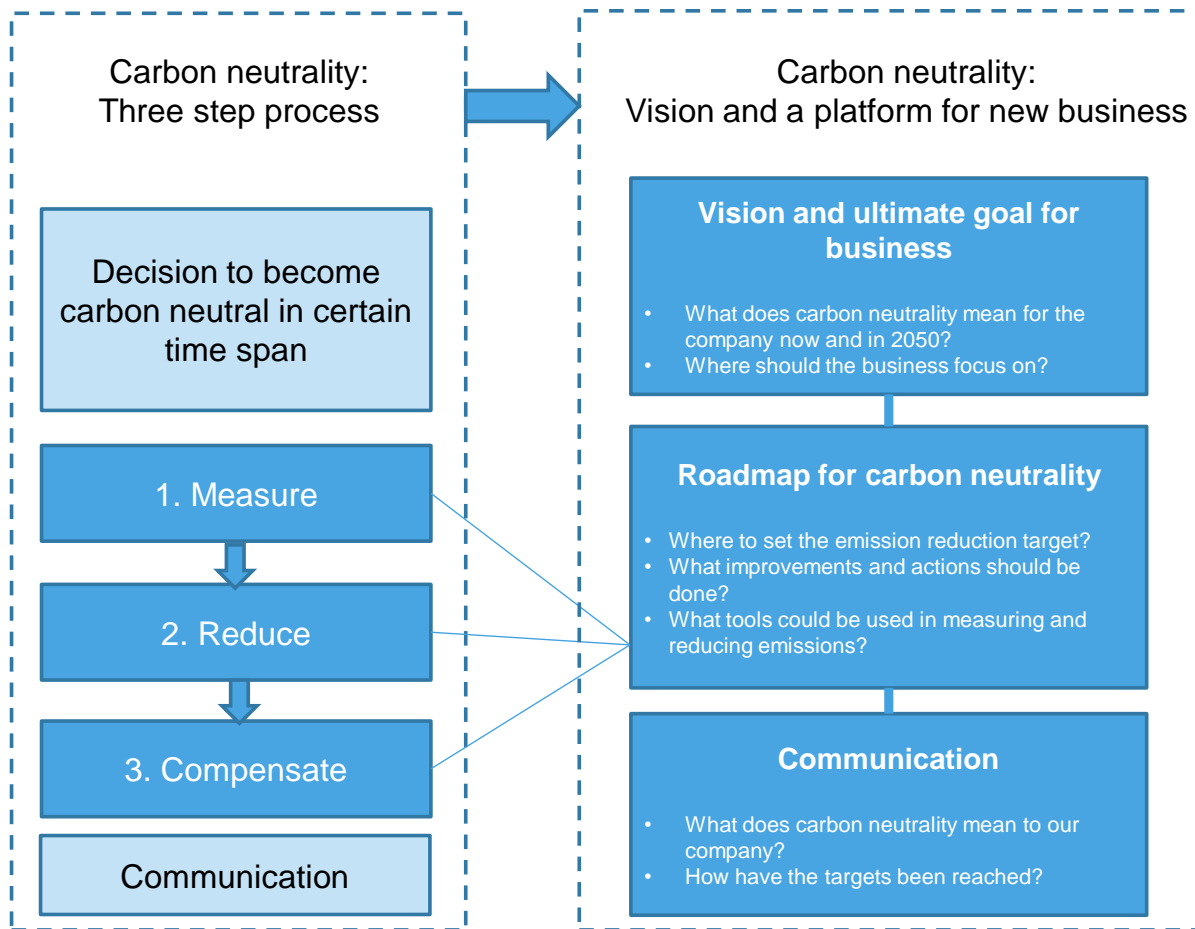 Carbon neutrality:
Three step process
Decision to become
carbon neutral in certain
time span
1. Measure
2. Reduce
3. Compensate
Communication
Carbon neutrality:
Vision and a platform for new business
Vision and ultimate goal for
business
• What does carbon neutrality mean for the
company now and in 2050?
• Where should the business focus on?
Roadmap for carbon neutrality
• Where to set the emission reduction target?
• What improvements and actions should be
done?
• What tools could be used in measuring and
reducing emissions?
Communication
• What does carbon neutrality mean to our
company?
• How have the targets been reached?